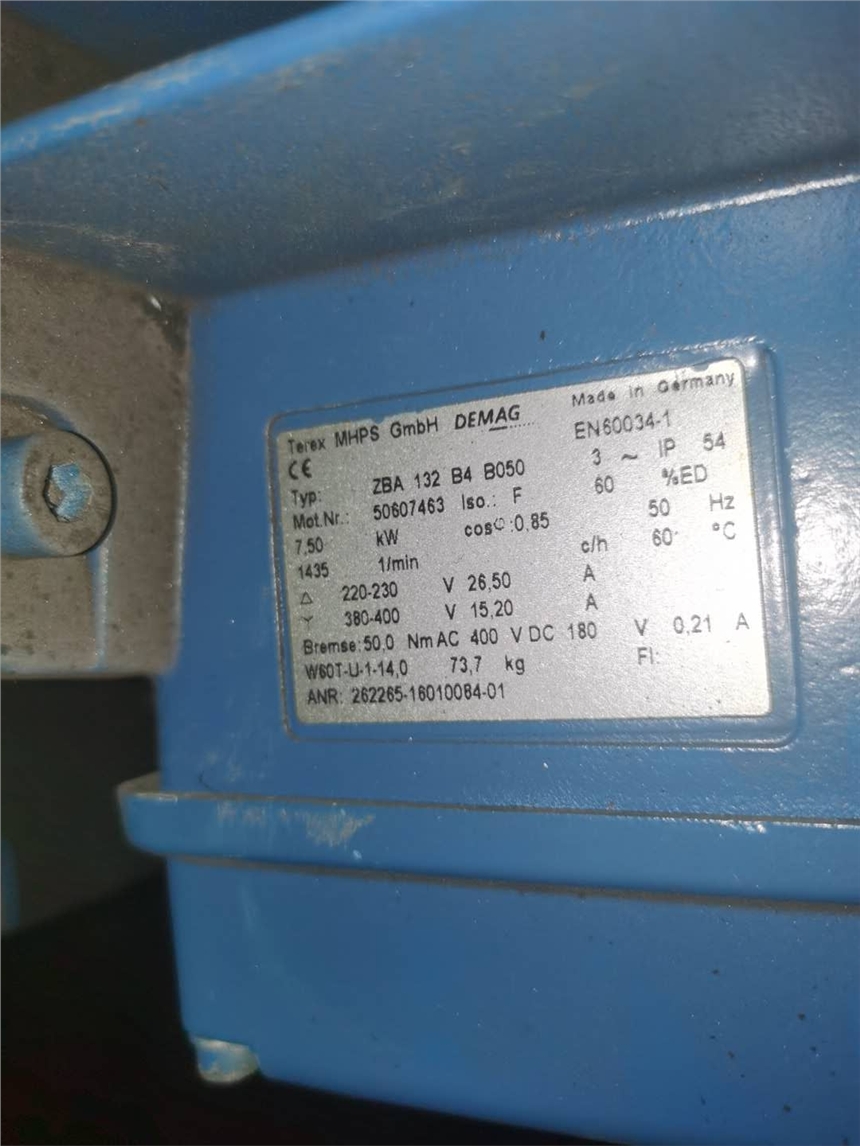 Terex MHPS GmbH DEMAG Made in Germany
CE EN60034-1
Typ: ZBA 132 B4 B050 3 ~ IP 54
Mot.Nr.: 50607463 Iso.: F 60 %ED
7,50 kW cosφ:0,85 50 Hz
1435 1/min c/h 60 °C
△ 220-230 V 26,50 A
Y 380-400 V 15,20 A
Bremse:50,0 Nm AC 400 V DC 180 V 0,21 A
W60T-U-1-14,0 73,7 kg FI:
ANR: 262265-16010084-01